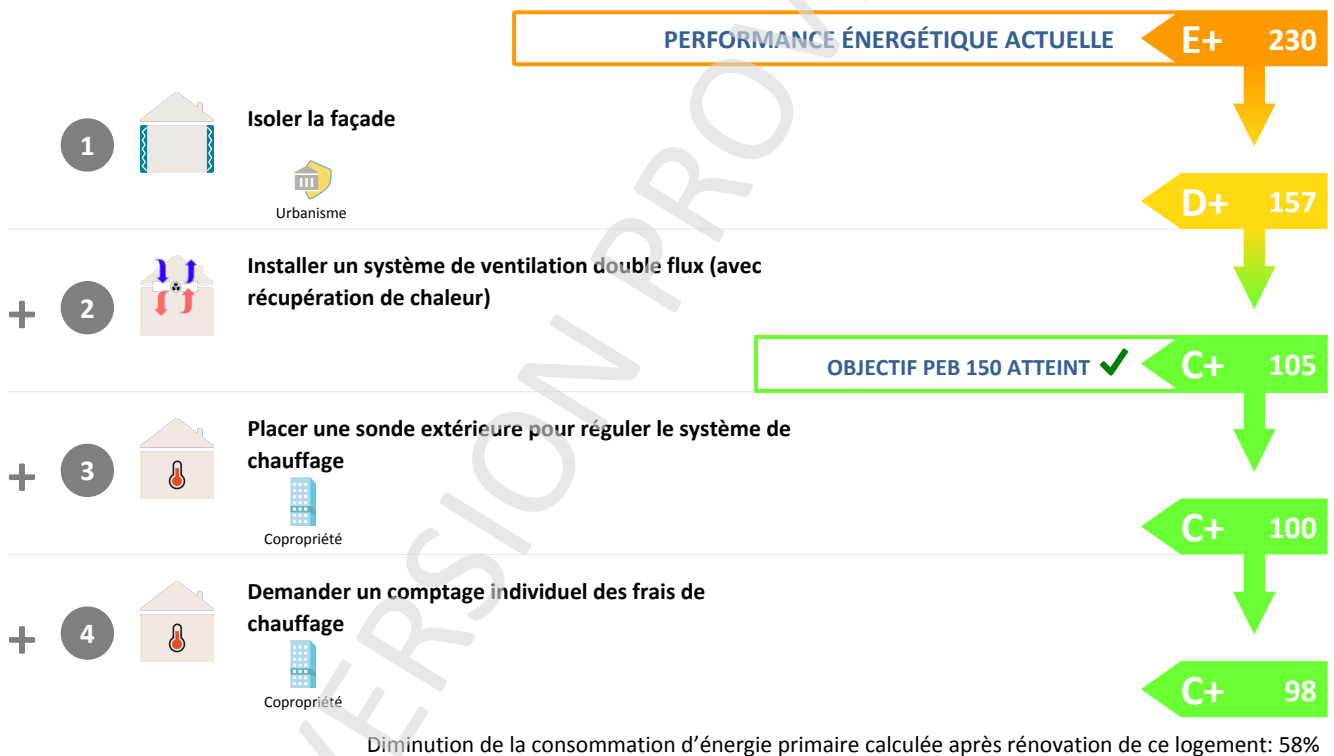 PERFORMANCE ÉNERGÉTIQUE ACTUELLE E+ 230
1 Isoler la façade
Urbanisme
D+ 157
+ 2 Installer un système de ventilation double flux (avec
récupération de chaleur)
OBJECTIF PEB 150 ATTEINT ✓ C+ 105
+ 3 Placer une sonde extérieure pour réguler le système de
chauffage
Copropriété
C+ 100
+ 4 Demander un comptage individuel des frais de
chauffage
Copropriété
C+ 98
Diminution de la consommation d’énergie primaire calculée après rénovation de ce logement: 58%
VERSION PROV